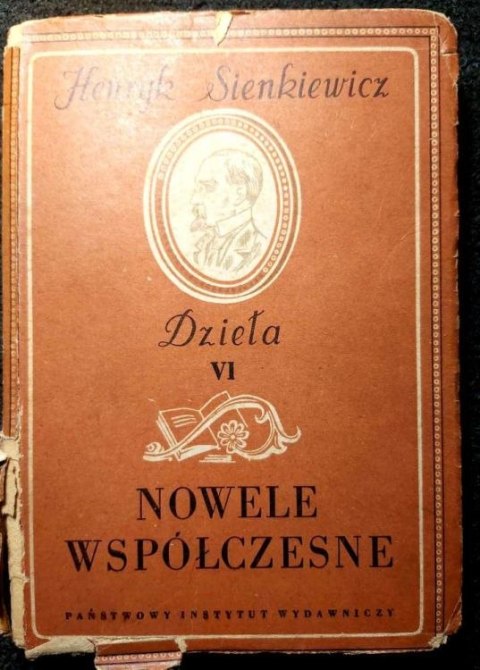 Henryk Sienkiewicz
Dzieła
VI
NOWELE
WSPÓŁCZESNE
PAŃSTWOWY INSTYTUT WYDAWNICZY